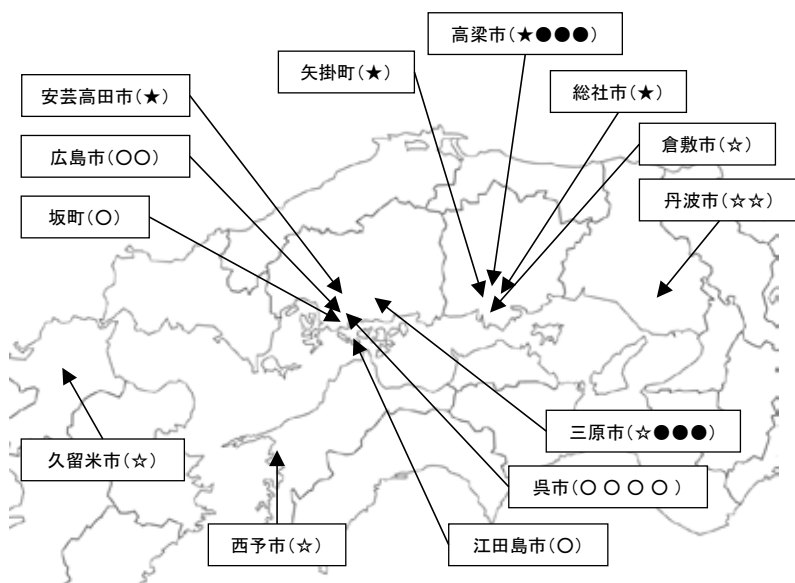 高梁市(★●●●)
矢掛町(★)
安芸高田市(★)
総社市(★)
広島市(○○)
倉敷市(☆)
坂町(○)
丹波市(☆☆)
三原市(☆●●●)
久留米市(☆)
呉市(○○○○)
西予市(☆)
江田島市(○)